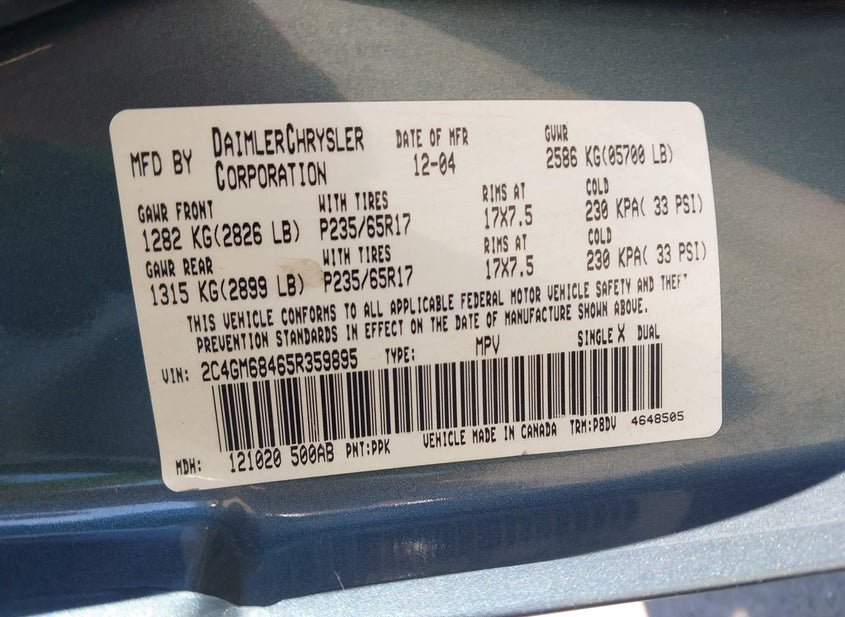 MFD BY DAIMLERCHRYSLER CORPORATION DATE OF MFR 12-04 GVWR 2586 KG(05700 LB)
GAWR FRONT WITH TIRES RIMS AT COLD
1282 KG(2826 LB) P235/65R17 17X7.5 230 KPA( 33 PSI)
GAWR REAR WITH TIRES RIMS AT COLD
1315 KG(2899 LB) P235/65R17 17X7.5 230 KPA( 33 PSI)
THIS VEHICLE CONFORMS TO ALL APPLICABLE FEDERAL MOTOR VEHICLE SAFETY AND THEFT
PREVENTION STANDARDS IN EFFECT ON THE DATE OF MANUFACTURE SHOWN ABOVE.
VIN: 2C4GM68465R359895 TYPE: MPV SINGLE X DUAL
MDH: 121020 500AB PNT:PPK VEHICLE MADE IN CANADA TRM:P8DV 4648505